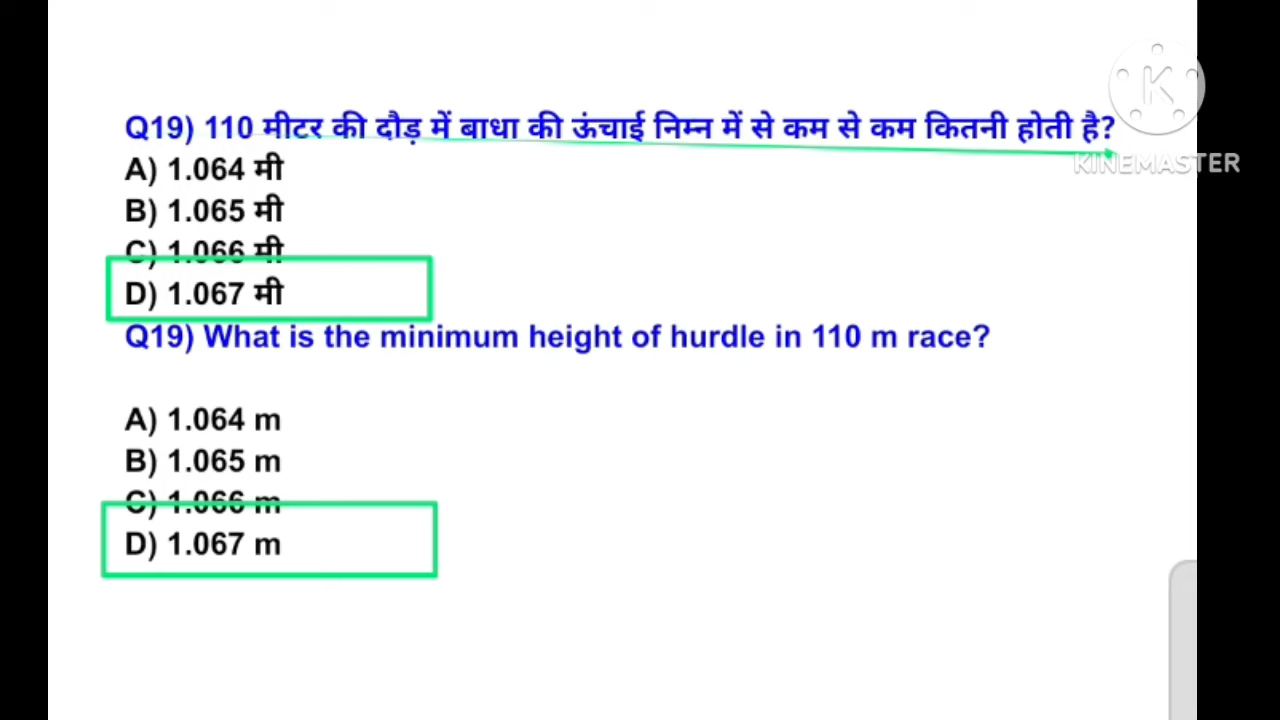 Q19) 110 मीटर की दौड़ में बाधा की ऊंचाई निम्न में से कम से कम कितनी होती है?
KINEMASTER
A) 1.064 मी
B) 1.065 मी
C) 1.066 मी
D) 1.067 मी
Q19) What is the minimum height of hurdle in 110 m race?
A) 1.064 m
B) 1.065 m
C) 1.066 m
D) 1.067 m